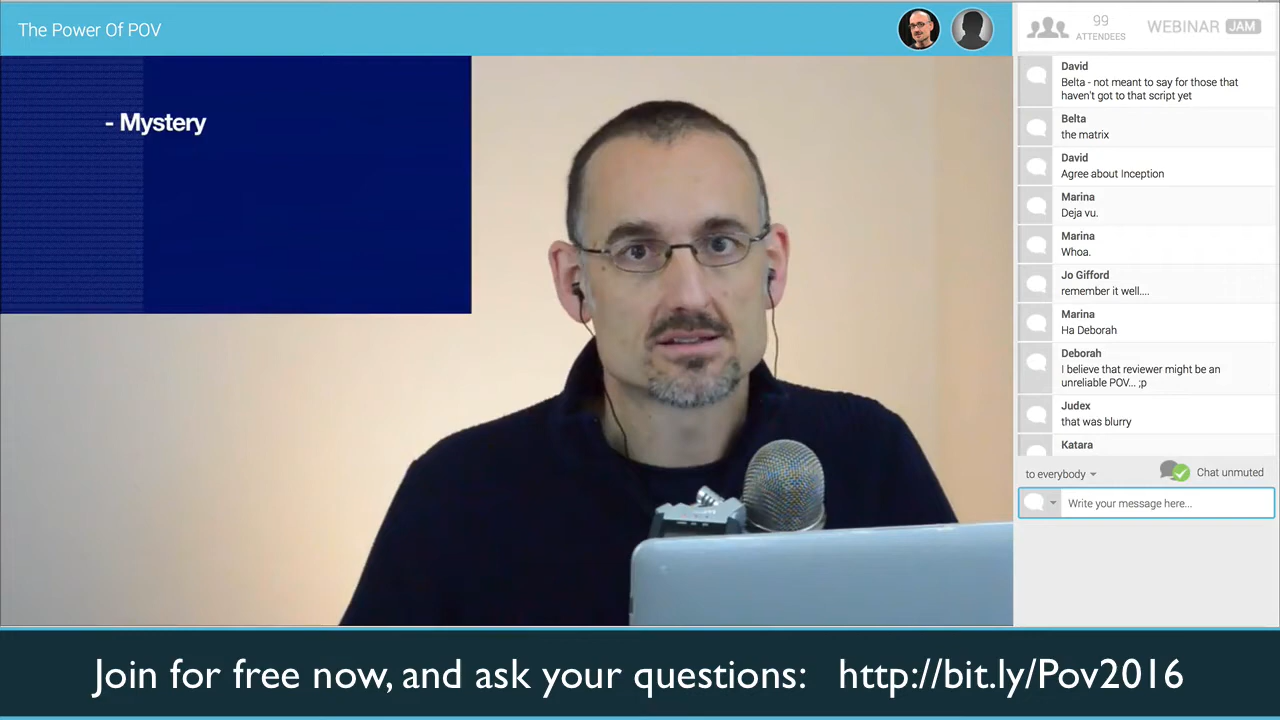 The Power Of POV
99
ATTENDEES
WEBINAR JAM
- Mystery
David
Belta - not meant to say for those that
haven't got to that script yet
Belta
the matrix
David
Agree about Inception
Marina
Deja vu.
Marina
Whoa.
Jo Gifford
remember it well....
Marina
Ha Deborah
Deborah
I believe that reviewer might be an
unreliable POV... ;p
Judex
that was blurry
Katara
to everybody
Chat unmuted
Write your message here...
Join for free now, and ask your questions: http://bit.ly/Pov2016